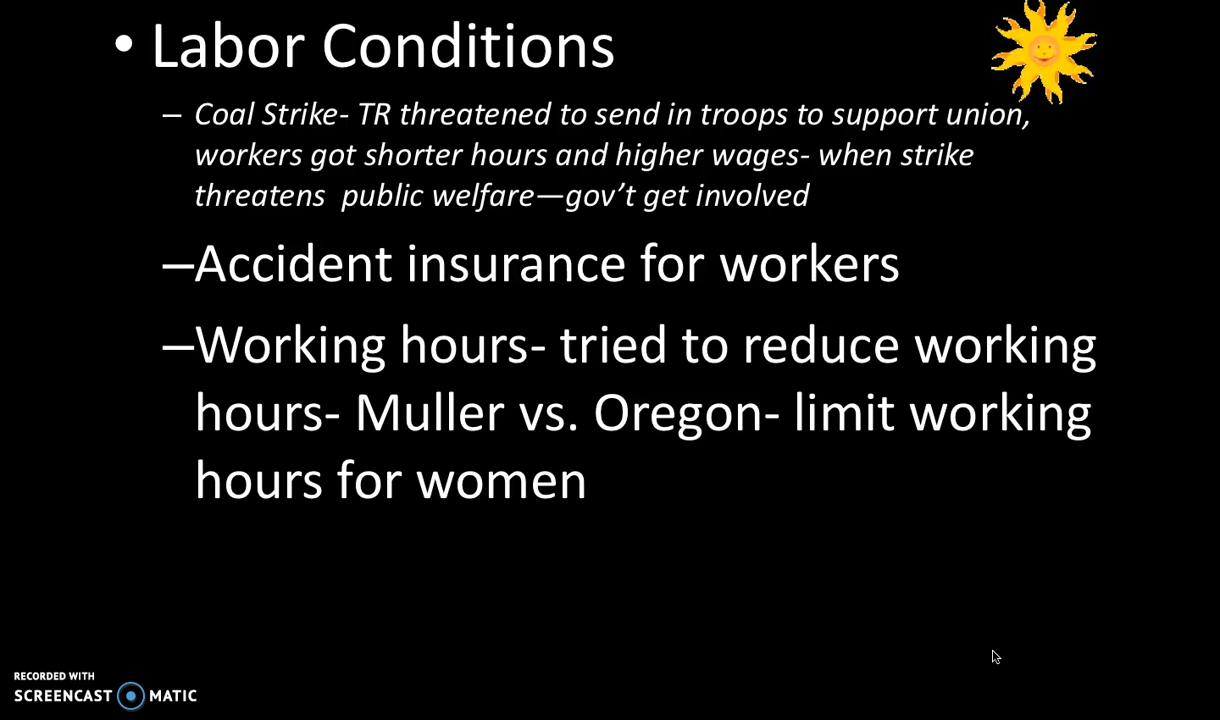 • Labor Conditions
– Coal Strike- TR threatened to send in troops to support union,
workers got shorter hours and higher wages- when strike
threatens  public welfare—gov’t get involved
–Accident insurance for workers
–Working hours- tried to reduce working
hours- Muller vs. Oregon- limit working
hours for women
RECORDED WITH
SCREENCAST MATIC